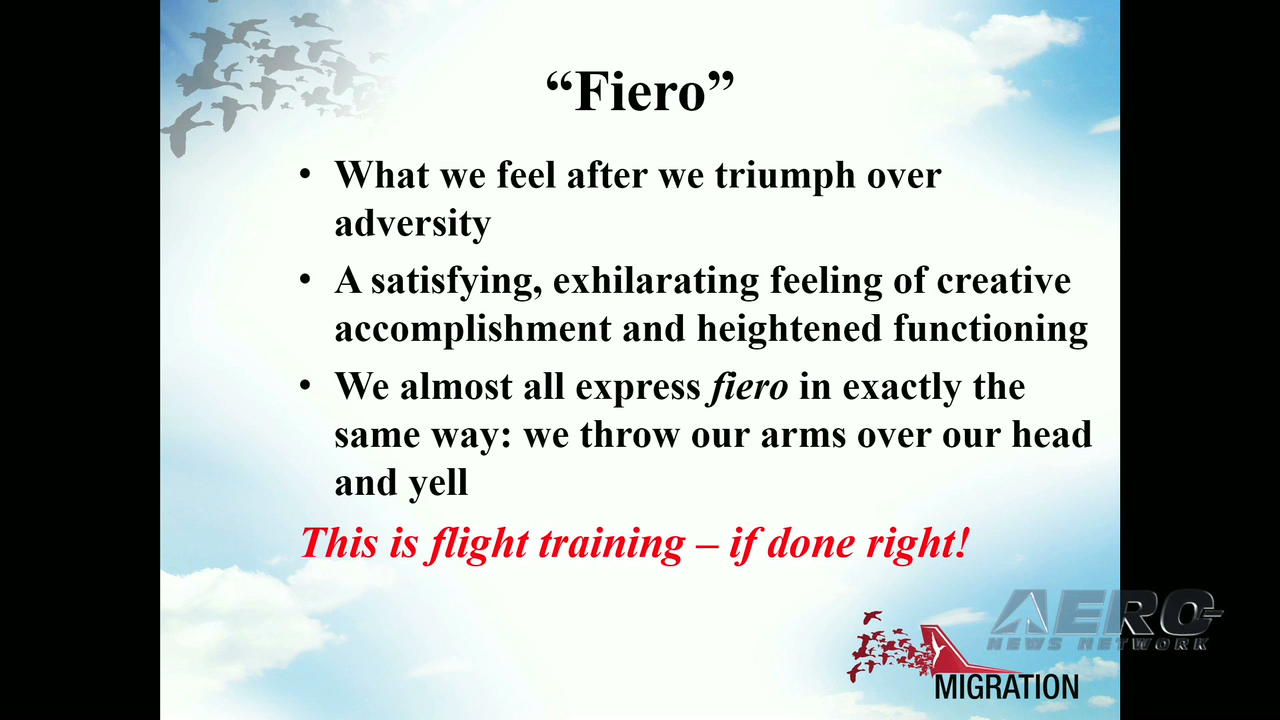 “Fiero”
• What we feel after we triumph over
adversity
• A satisfying, exhilarating feeling of creative
accomplishment and heightened functioning
• We almost all express fiero in exactly the
same way: we throw our arms over our head
and yell
This is flight training – if done right!
AERO
NEWS NETWORK
MIGRATION